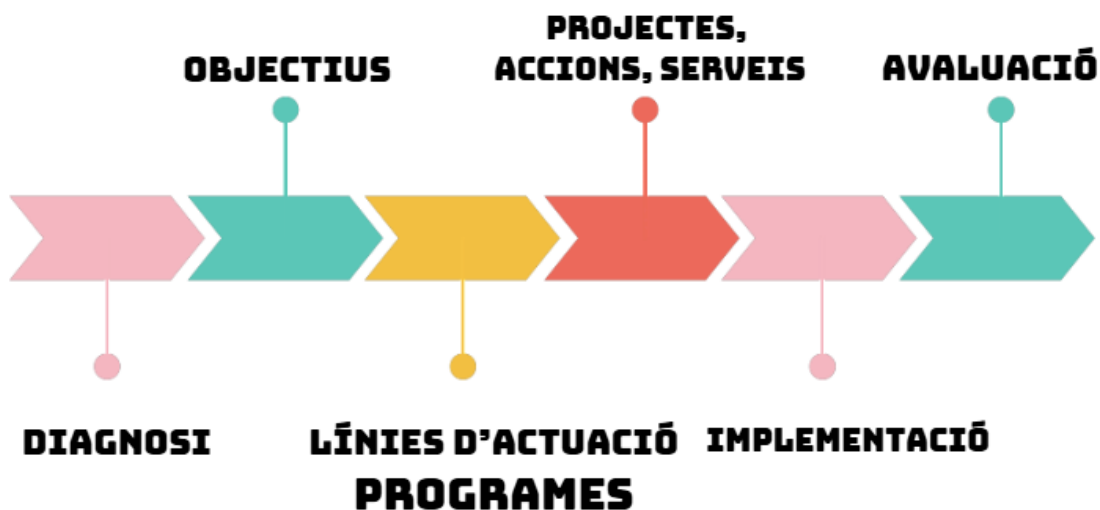 PROJECTES,
OBJECTIUS
ACCIONS, SERVEIS
AVALUACIÓ
DIAGNOSI
LÍNIES D'ACTUACIÓ
PROGRAMES
IMPLEMENTACIÓ